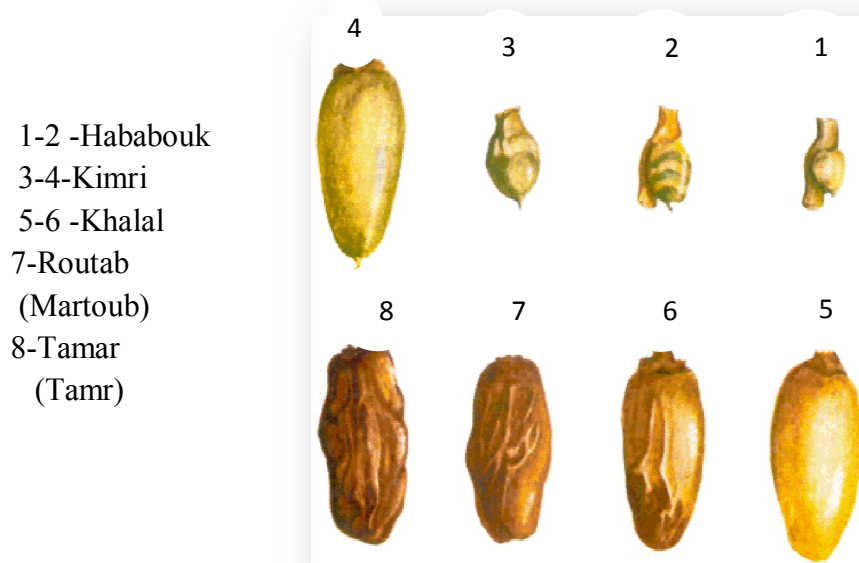 1-2 -Hababouk
3-4-Kimri
5-6 -Khalal
7-Routab
(Martoub)
8-Tamar
(Tamr)
4 3 2 1
8 7 6 5